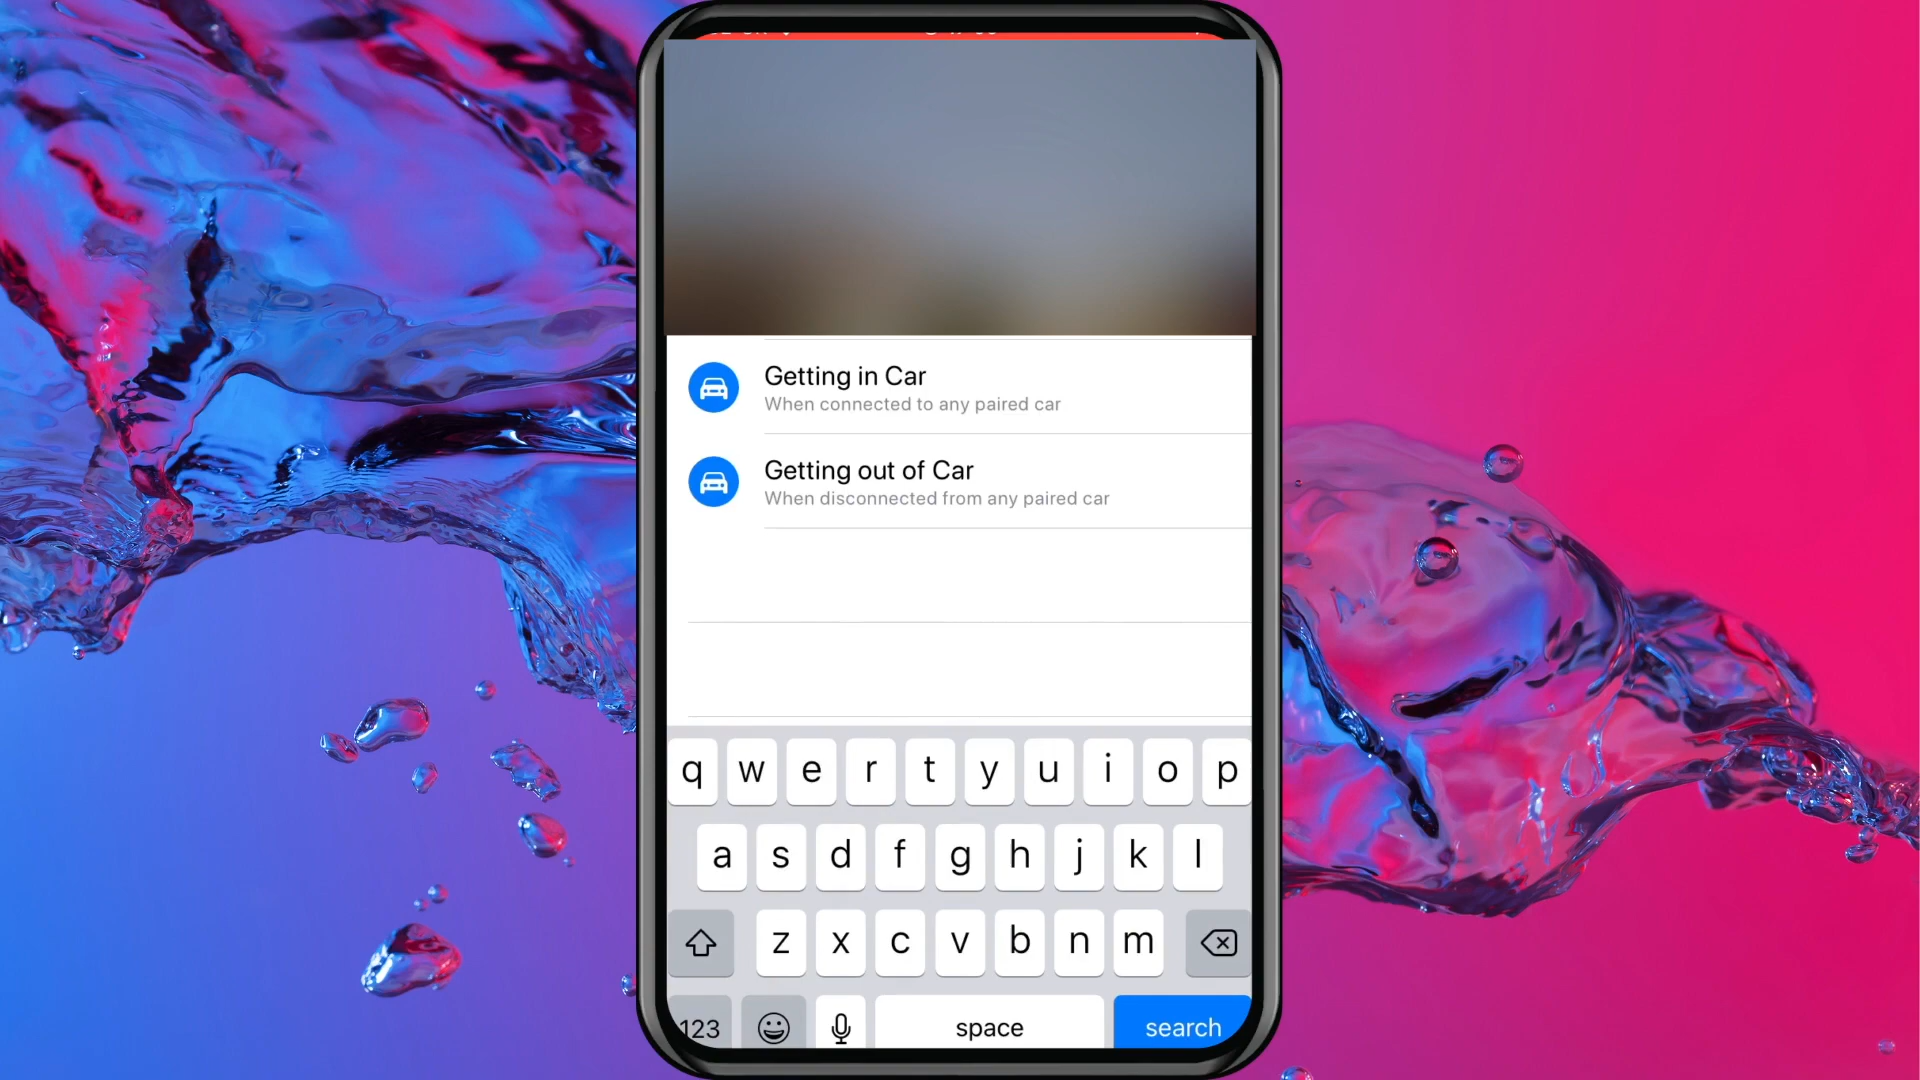 Getting in Car
When connected to any paired car
Getting out of Car
When disconnected from any paired car
q w e r t y u i o p
a s d f g h j k l
z x c v b n m
123 space search